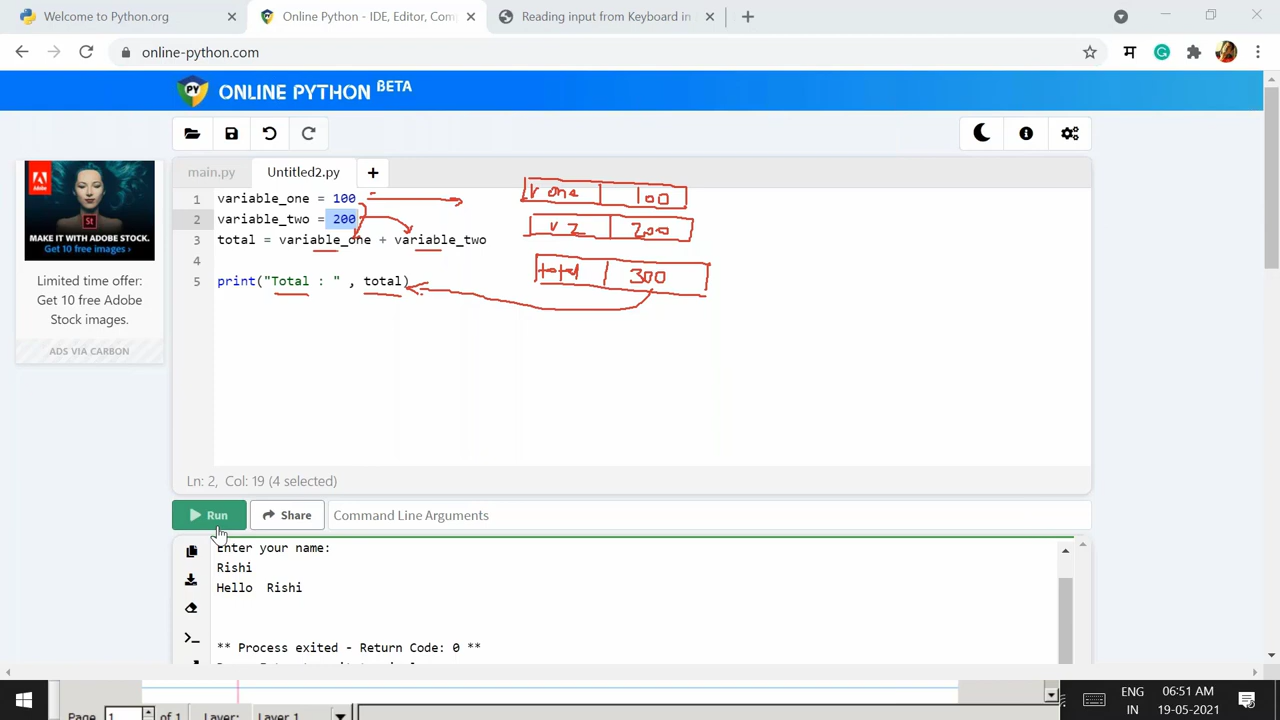 Welcome to Python.org
Online Python - IDE, Editor, Com
Reading input from Keyboard in
online-python.com
म
PY ONLINE PYTHON BETA
main.py
Untitled2.py
1 variable_one = 100
2 variable_two = 200
3 total = variable_one + variable_two
4
5 print("Total : " , total)
V one 100
V 2 200
total 300
St
MAKE IT WITH ADOBE STOCK.
Get 10 free images
Limited time offer:
Get 10 free Adobe
Stock images.
ADS VIA CARBON
Ln: 2, Col: 19 (4 selected)
Run
Share
Command Line Arguments
Enter your name:
Rishi
Hello  Rishi
** Process exited - Return Code: 0 **
Page 1 of 1 Layer: Layer 1
ENG
IN
06:51 AM
19-05-2021